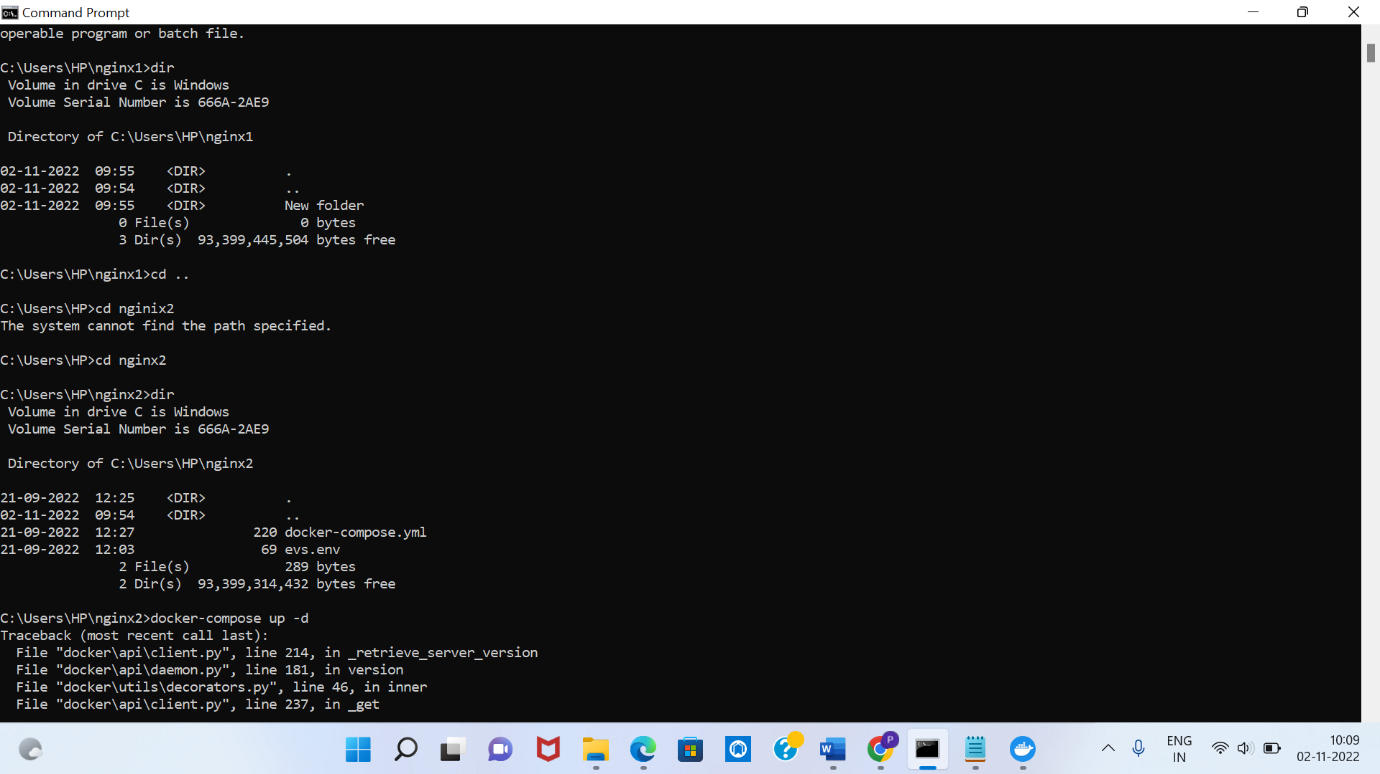 Command Prompt
operable program or batch file.
C:\Users\HP\nginx1>dir
 Volume in drive C is Windows
 Volume Serial Number is 666A-2AE9
 Directory of C:\Users\HP\nginx1
02-11-2022  09:55    <DIR>          .
02-11-2022  09:54    <DIR>          ..
02-11-2022  09:55    <DIR>          New folder
               0 File(s)              0 bytes
               3 Dir(s)  93,399,445,504 bytes free
C:\Users\HP\nginx1>cd ..
C:\Users\HP>cd nginix2
The system cannot find the path specified.
C:\Users\HP>cd nginx2
C:\Users\HP\nginx2>dir
 Volume in drive C is Windows
 Volume Serial Number is 666A-2AE9
 Directory of C:\Users\HP\nginx2
21-09-2022  12:25    <DIR>          .
02-11-2022  09:54    <DIR>          ..
21-09-2022  12:27               220 docker-compose.yml
21-09-2022  12:03                69 evs.env
               2 File(s)            289 bytes
               2 Dir(s)  93,399,314,432 bytes free
C:\Users\HP\nginx2>docker-compose up -d
Traceback (most recent call last):
  File "docker\api\client.py", line 214, in _retrieve_server_version
  File "docker\api\daemon.py", line 181, in version
  File "docker\utils\decorators.py", line 46, in inner
  File "docker\api\client.py", line 237, in _get
P
W
ENG
IN
10:09
02-11-2022